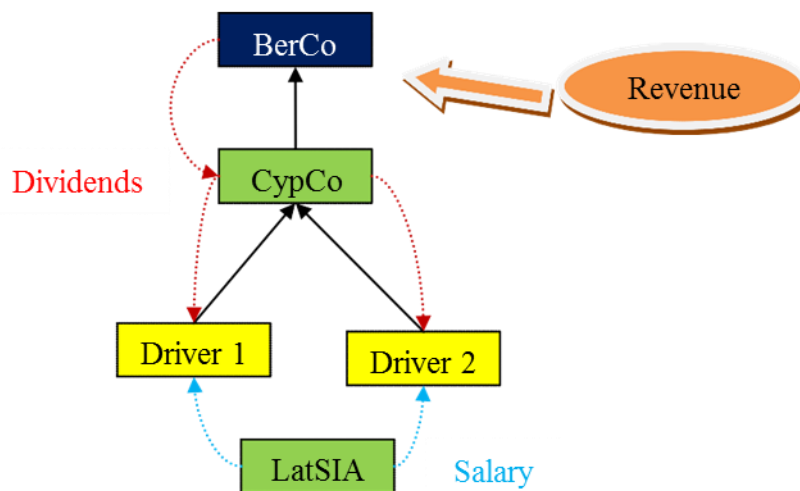 BerCo
Revenue
Dividends
CypCo
Driver 1
Driver 2
LatSIA
Salary